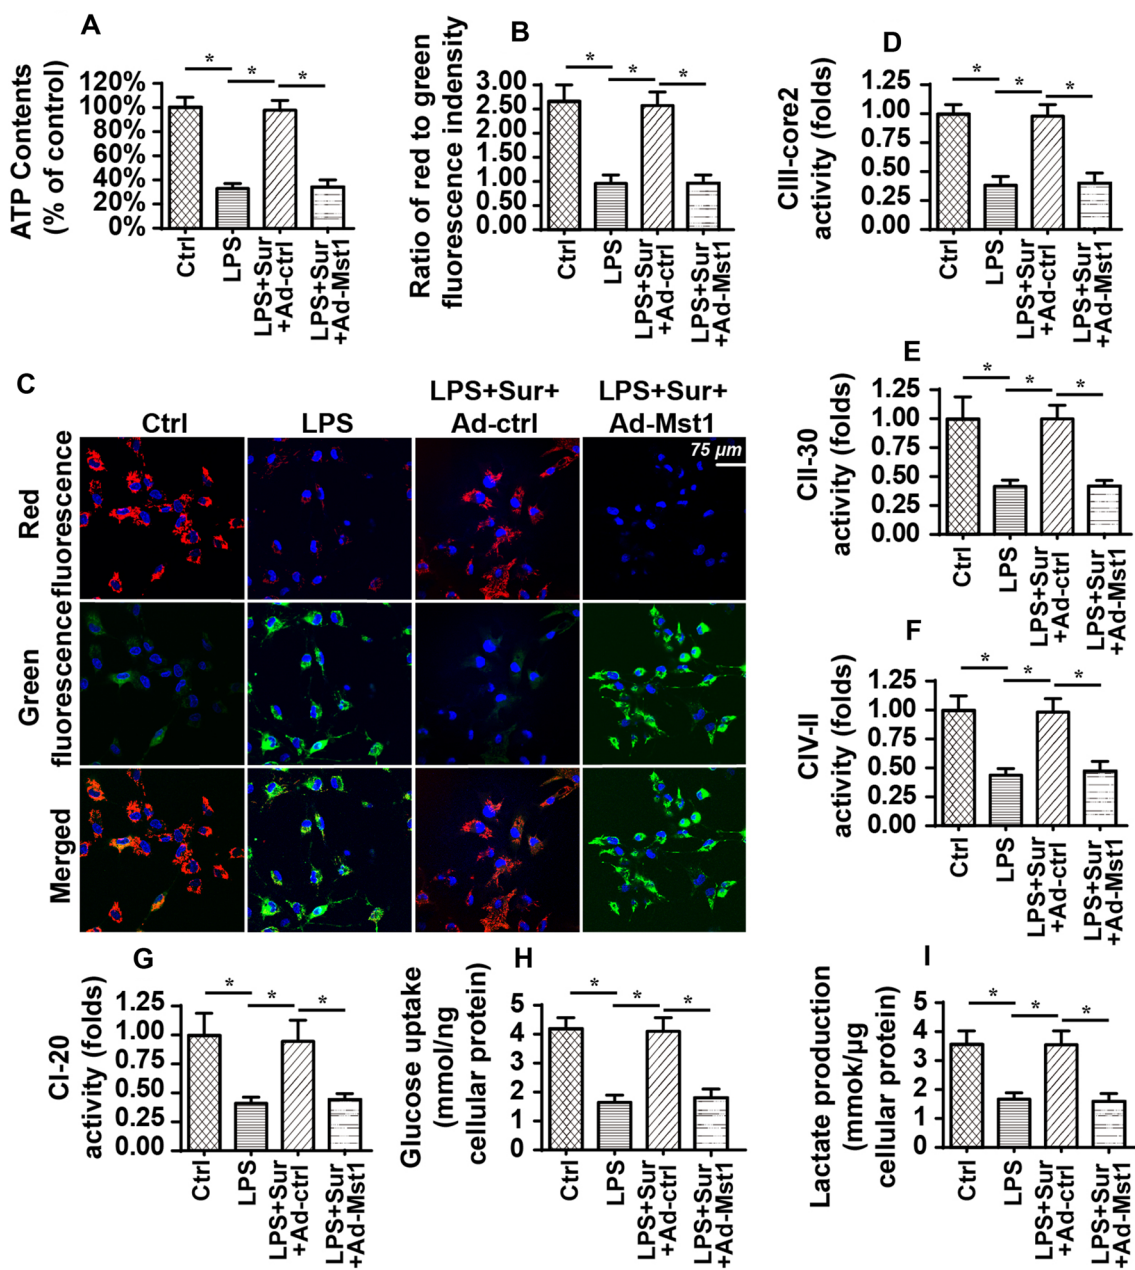 A
ATP Contents
(% of control)
120%
100%
80%
60%
40%
20%
0%
*
*
*
Ctrl
LPS
LPS+Sur
+Ad-ctrl
LPS+Sur
+Ad-Mst1
B
Ratio of red to green
fluorescence indensity
3.00
2.50
2.00
1.50
1.00
0.50
0.00
*
*
*
Ctrl
LPS
LPS+Sur
+Ad-ctrl
LPS+Sur
+Ad-Mst1
D
CIII-core2
activity (folds)
1.25
1.00
0.75
0.50
0.25
0.00
*
*
*
Ctrl
LPS
LPS+Sur
+Ad-ctrl
LPS+Sur
+Ad-Mst1
C
Ctrl
LPS
LPS+Sur+
Ad-ctrl
LPS+Sur+
Ad-Mst1
75 μm
Red
fluorescence
Green
fluorescence
Merged
E
CII-30
activity (folds)
1.25
1.00
0.75
0.50
0.25
0.00
*
*
*
Ctrl
LPS
LPS+Sur
+Ad-ctrl
LPS+Sur
+Ad-Mst1
F
CIV-II
activity (folds)
1.25
1.00
0.75
0.50
0.25
0.00
*
*
*
Ctrl
LPS
LPS+Sur
+Ad-ctrl
LPS+Sur
+Ad-Mst1
G
CI-20
activity (folds)
1.25
1.00
0.75
0.50
0.25
0.00
*
*
*
Ctrl
LPS
LPS+Sur
+Ad-ctrl
LPS+Sur
+Ad-Mst1
H
Glucose uptake
(mmol/ng
cellular protein)
5
4
3
2
1
0
*
*
*
Ctrl
LPS
LPS+Sur
+Ad-ctrl
LPS+Sur
+Ad-Mst1
I
Lactate production
(mmok/μg
cellular protein)
5
4
3
2
1
0
*
*
*
Ctrl
LPS
LPS+Sur
+Ad-ctrl
LPS+Sur
+Ad-Mst1